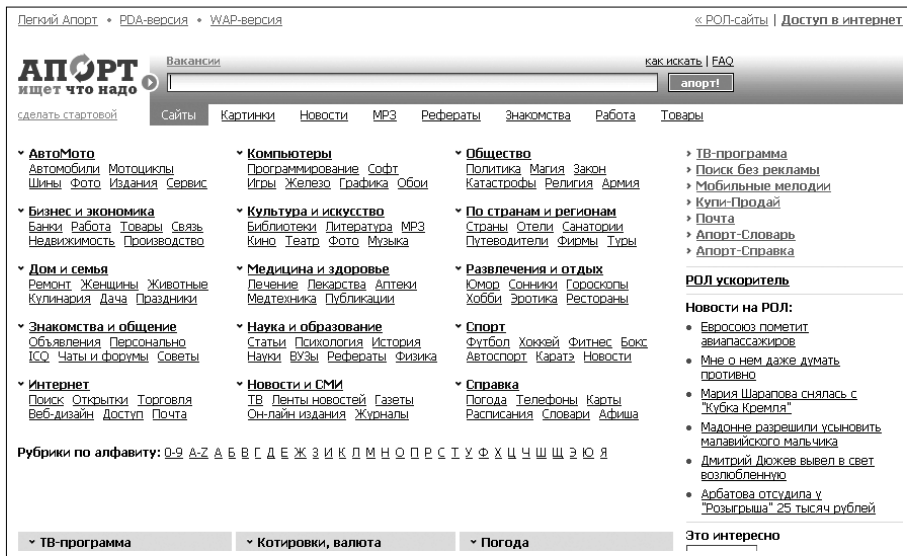 Легкий Апорт • PDA-версия • WAP-версия
« РОЛ-сайты | Доступ в интернет
АПОРТ
ищет что надо
Вакансии
как искать | FAQ
апорт!
сделать стартовой
Сайты Картинки Новости MP3 Рефераты Знакомства Работа Товары
АвтоМото
Автомобили Мотоциклы
Шины Фото Издания Сервис
Компьютеры
Программирование Софт
Игры Железо Графика Обои
Общество
Политика Магия Закон
Катастрофы Религия Армия
Бизнес и экономика
Банки Работа Товары Связь
Недвижимость Производство
Культура и искусство
Библиотеки Литература MP3
Кино Театр Фото Музыка
По странам и регионам
Страны Отели Санатории
Путеводители Фирмы Туры
Дом и семья
Ремонт Женщины Животные
Кулинария Дача Праздники
Медицина и здоровье
Лечение Лекарства Аптеки
Медтехника Публикации
Развлечения и отдых
Юмор Сонники Гороскопы
Хобби Эротика Рестораны
Знакомства и общение
Объявления Персонально
ICQ Чаты и форумы Советы
Наука и образование
Статьи Психология История
Науки ВУЗы Рефераты Физика
Спорт
Футбол Хоккей Фитнес Бокс
Автоспорт Каратэ Новости
Интернет
Поиск Открытки Торговля
Веб-дизайн Доступ Почта
Новости и СМИ
ТВ Ленты новостей Газеты
Он-лайн издания Журналы
Справка
Погода Телефоны Карты
Расписания Словари Афиша
Рубрики по алфавиту: 0-9 A-Z А Б В Г Д Е Ж З И К Л М Н О П Р С Т У Ф Х Ц Ч Ш Щ Э Ю Я
ТВ-программа
Поиск без рекламы
Мобильные мелодии
Купи-Продай
Почта
Апорт-Словарь
Апорт-Справка
РОЛ ускоритель
Новости на РОЛ:
• Евросоюз пометит
авиапассажиров
• Мне о нем даже думать
противно
• Мария Шарапова снялась с
"Кубка Кремля"
• Мадонне разрешили усыновить
малавийского мальчика
• Дмитрий Дюжев вывел в свет
возлюбленную
• Арбатова отсудила у
"Розыгрыша" 25 тысяч рублей
Это интересно
ТВ-программа
Котировки, валюта
Погода